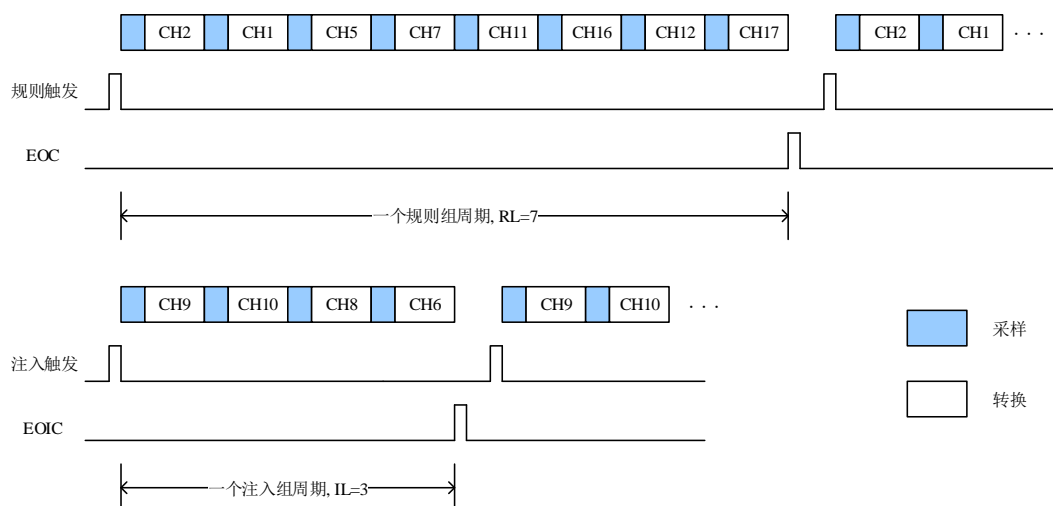 CH2 CH1 CH5 CH7 CH11 CH16 CH12 CH17 CH2 CH1 · · ·
规则触发
EOC
一个规则组周期, RL=7
CH9 CH10 CH8 CH6 CH9 CH10 · · ·
采样
注入触发
转换
EOIC
一个注入组周期, IL=3